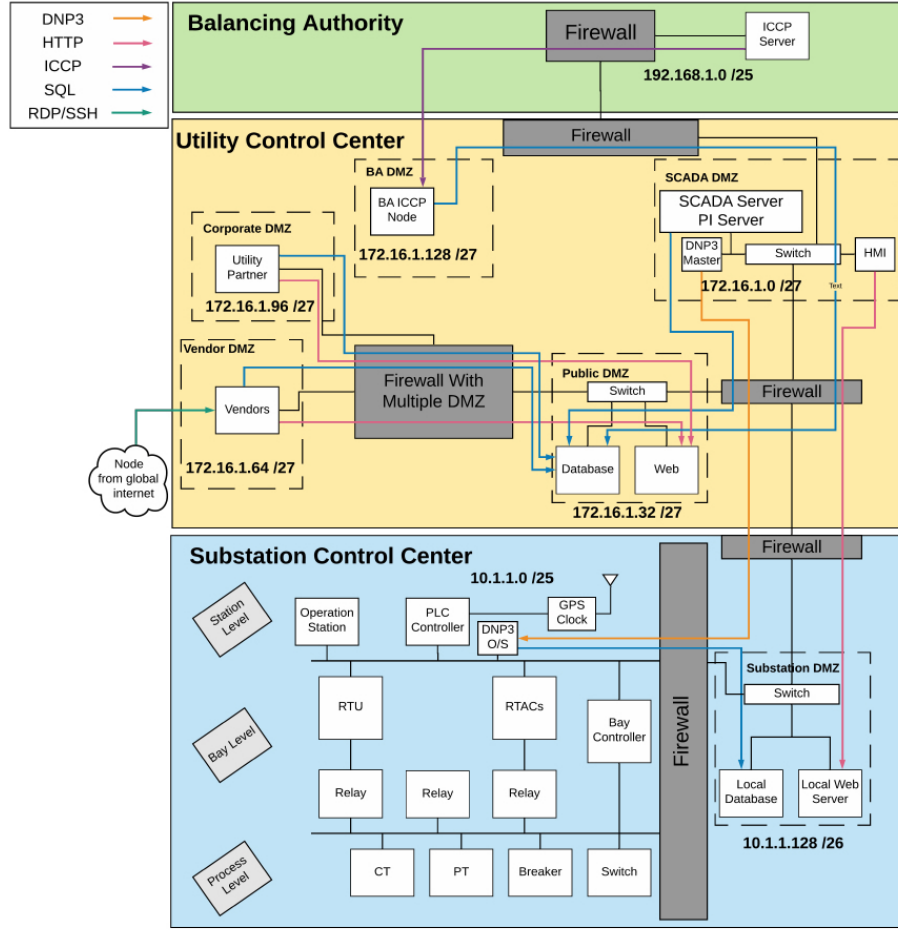 DNP3
HTTP
ICCP
SQL
RDP/SSH
Balancing Authority
Firewall
ICCP
Server
192.168.1.0 /25
Utility Control Center
Firewall
BA DMZ
BA ICCP
Node
172.16.1.128 /27
SCADA DMZ
SCADA Server
PI Server
DNP3
Master
Switch
HMI
172.16.1.0 /27
Text
Corporate DMZ
Utility
Partner
172.16.1.96 /27
Vendor DMZ
Vendors
172.16.1.64 /27
Node
from global
internet
Firewall With
Multiple DMZ
Public DMZ
Switch
Database
Web
172.16.1.32 /27
Firewall
Firewall
Substation Control Center
10.1.1.0 /25
Station
Level
Operation
Station
PLC
Controller
GPS
Clock
DNP3
O/S
Firewall
Substation DMZ
Switch
Local
Database
Local Web
Server
10.1.1.128 /26
Bay Level
RTU
RTACs
Bay
Controller
Relay
Relay
Relay
Process
Level
CT
PT
Breaker
Switch